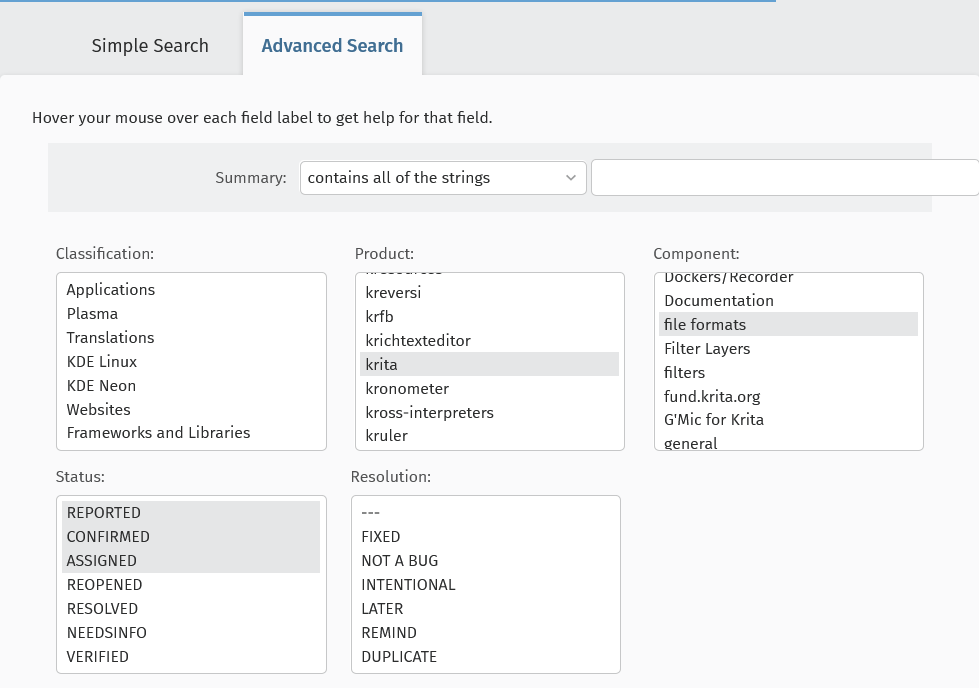 Simple Search
Advanced Search
Hover your mouse over each field label to get help for that field.
Summary:
contains all of the strings
Classification:
Applications
Plasma
Translations
KDE Linux
KDE Neon
Websites
Frameworks and Libraries
Product:
kreversi
krfb
krichtexteditor
krita
kronometer
kross-interpreters
kruler
Component:
Dockers/Recorder
Documentation
file formats
Filter Layers
filters
fund.krita.org
G'Mic for Krita
general
Status:
REPORTED
CONFIRMED
ASSIGNED
REOPENED
RESOLVED
NEEDSINFO
VERIFIED
Resolution:
---
FIXED
NOT A BUG
INTENTIONAL
LATER
REMIND
DUPLICATE